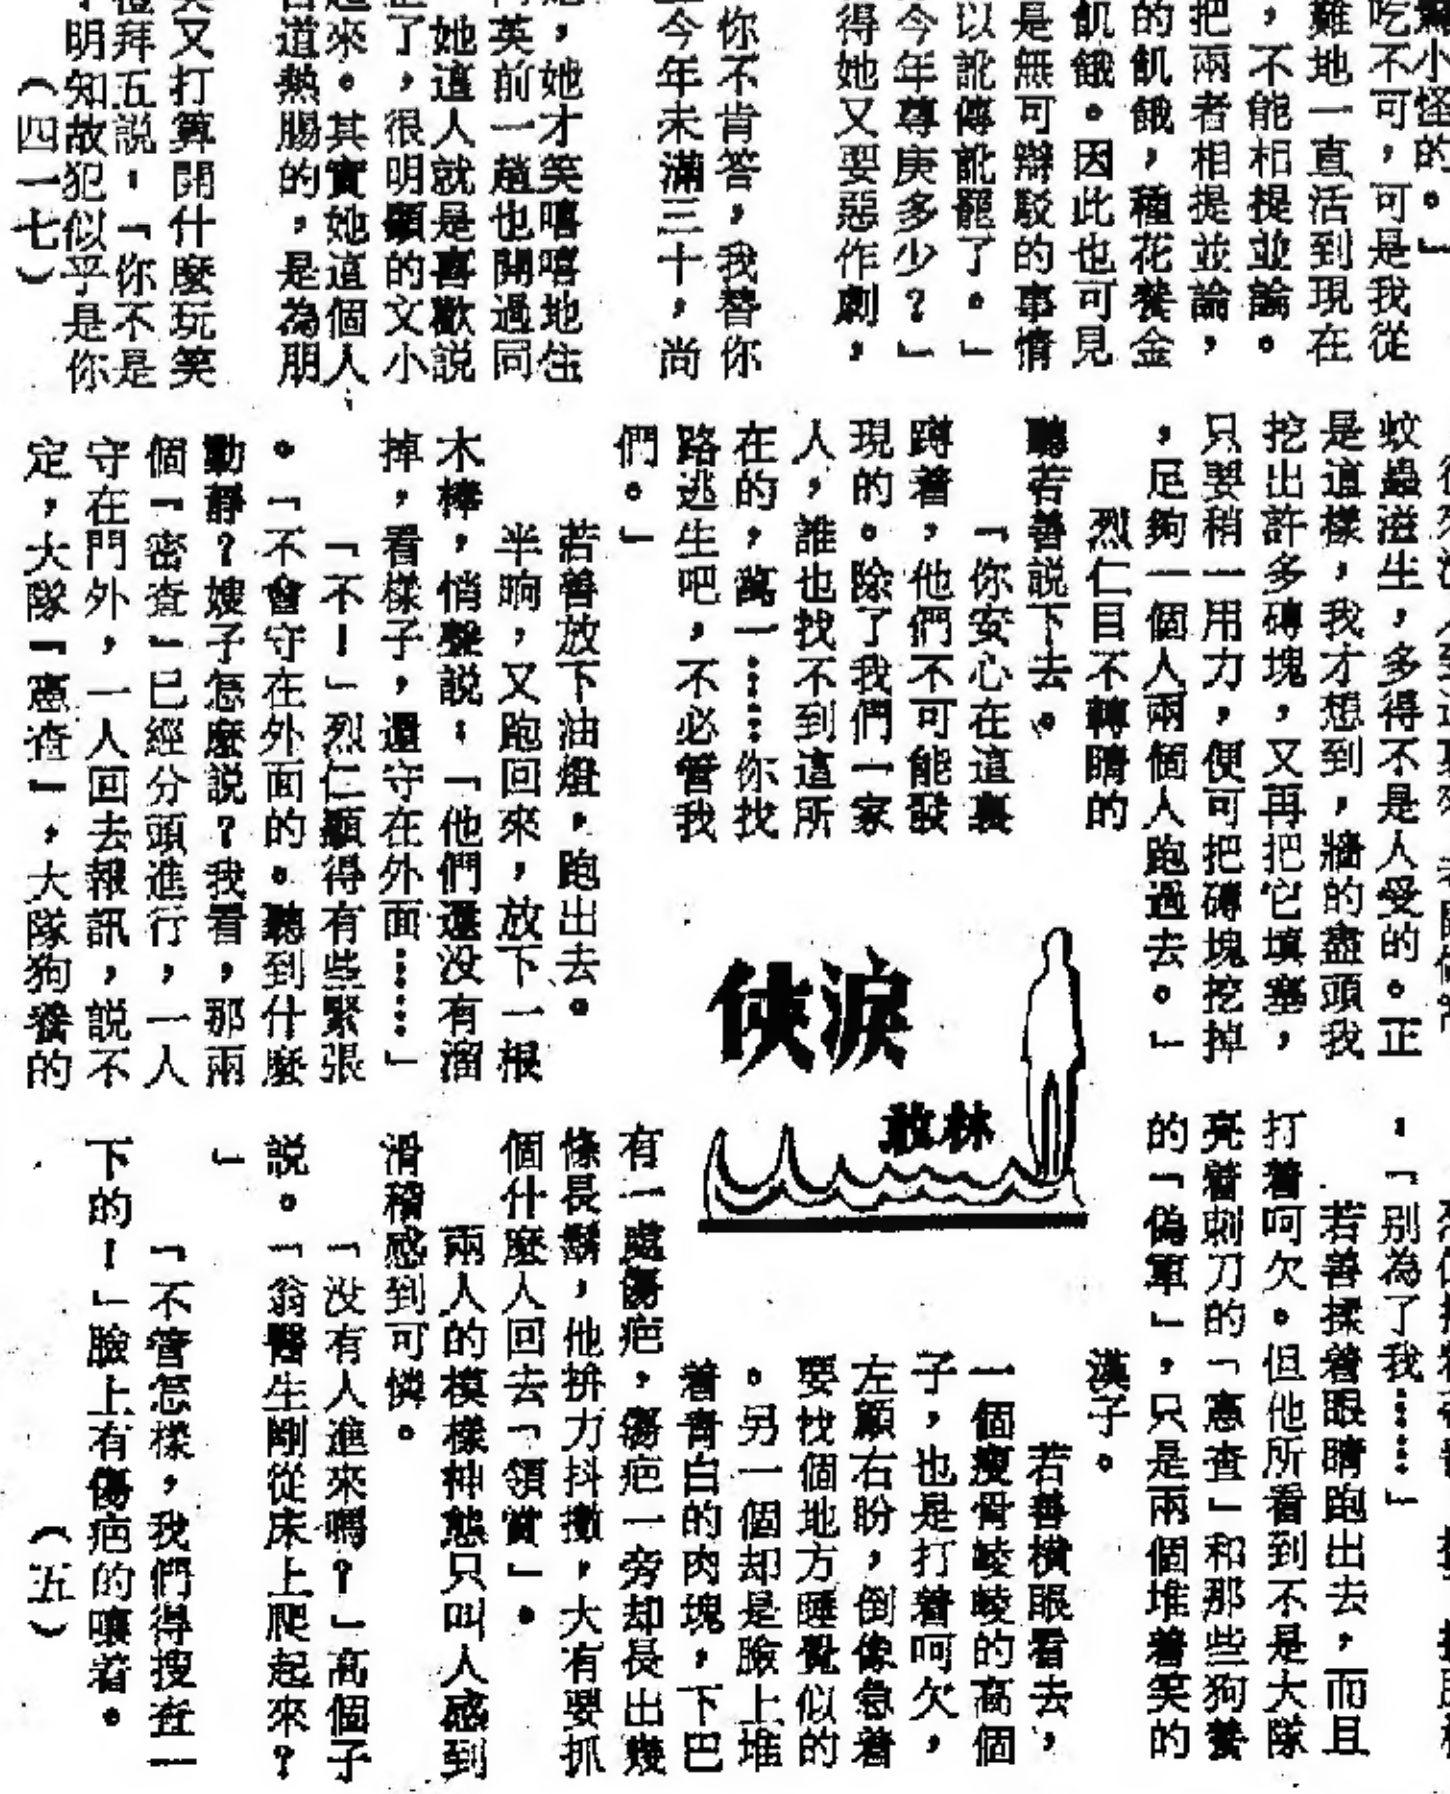 驚小怪的。」
吃不可，可是我從
難地一直活到現在
，不能相提並論。
把兩者相提並論，
的飢餓，種花養金
飢餓。因此也可見
是無可辯駁的事情
以訛傳訛罷了。」
今年尊庚多少？」
得她又要惡作劇，
你不肯答，我替你
今年未滿三十，尚
，她才笑嘻嘻地住
英前一趟也開過同
她這人就是喜歡説
了，很明顯的文小
來。其實她這個人
道熱腸的，是為朋
又打算開什麼玩笑
拜五説：「你不是
明知故犯似乎是你
（四一七）
蚊蟲滋生，多得不是人受的。正
是這樣，我才想到，牆的盡頭我
挖出許多磚塊，又再把它填塞，
只要稍一用力，便可把磚塊挖掉
，足夠一個人兩個人跑過去。」
烈仁目不轉睛的
聽若善説下去。
「你安心在這裏
蹲着，他們不可能發
現的。除了我們一家
人，誰也找不到這所
在的，萬一……你找
路逃生吧，不必管我
們。」
若善放下油燈，跑出去。
半晌，又跑回來，放下一根
木棒，悄聲説：「他們還没有溜
掉，看樣子，還守在外面……」
「不！」烈仁顯得有些緊張
。「不會守在外面的。聽到什麼
動靜？嫂子怎麼説？我看，那兩
個「密查」已經分頭進行，一人
守在門外，一人回去報訊，説不
定，大隊「憲查」，大隊狗養的
淚俠
林敢
：「別為了我……」
若善揉着眼睛跑出去，而且
打着呵欠。但他所看到不是大隊
亮着刺刀的「憲查」和那些狗養
的「偽軍」，只是兩個堆着笑的
漢子。
若善橫眼看去，
一個瘦骨崚崚的高個
子，也是打着呵欠，
左顧右盼，倒像急着
要找個地方睡覺似的
。另一個却是臉上堆
着青白的肉塊，下巴
有一處傷疤，傷疤一旁却長出幾
條長鬍，他拚力抖擻，大有要抓
個什麼人回去「領賞」。
兩人的模樣神態只叫人感到
滑稽感到可憐。
「没有人進來嗎？」高個子
説。「翁醫生剛從床上爬起來？
」
「不管怎樣，我們得搜查一
下的！」臉上有傷疤的嚷着。
（五）